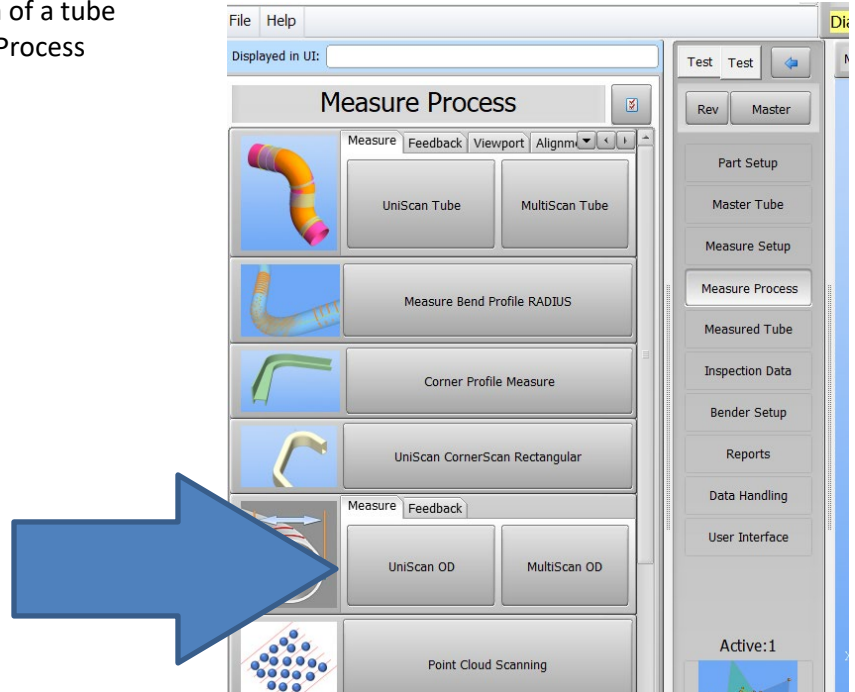 of a tube
Process
File Help
Displayed in UI:
Measure Process
Measure Feedback Viewport
UniScan Tube MultiScan Tube
Measure Bend Profile RADIUS
Corner Profile Measure
UniScan CornerScan Rectangular
Measure Feedback
UniScan OD MultiScan OD
Point Cloud Scanning
Test Test
Rev Master
Part Setup
Master Tube
Measure Setup
Measure Process
Measured Tube
Inspection Data
Bender Setup
Reports
Data Handling
User Interface
Active:1